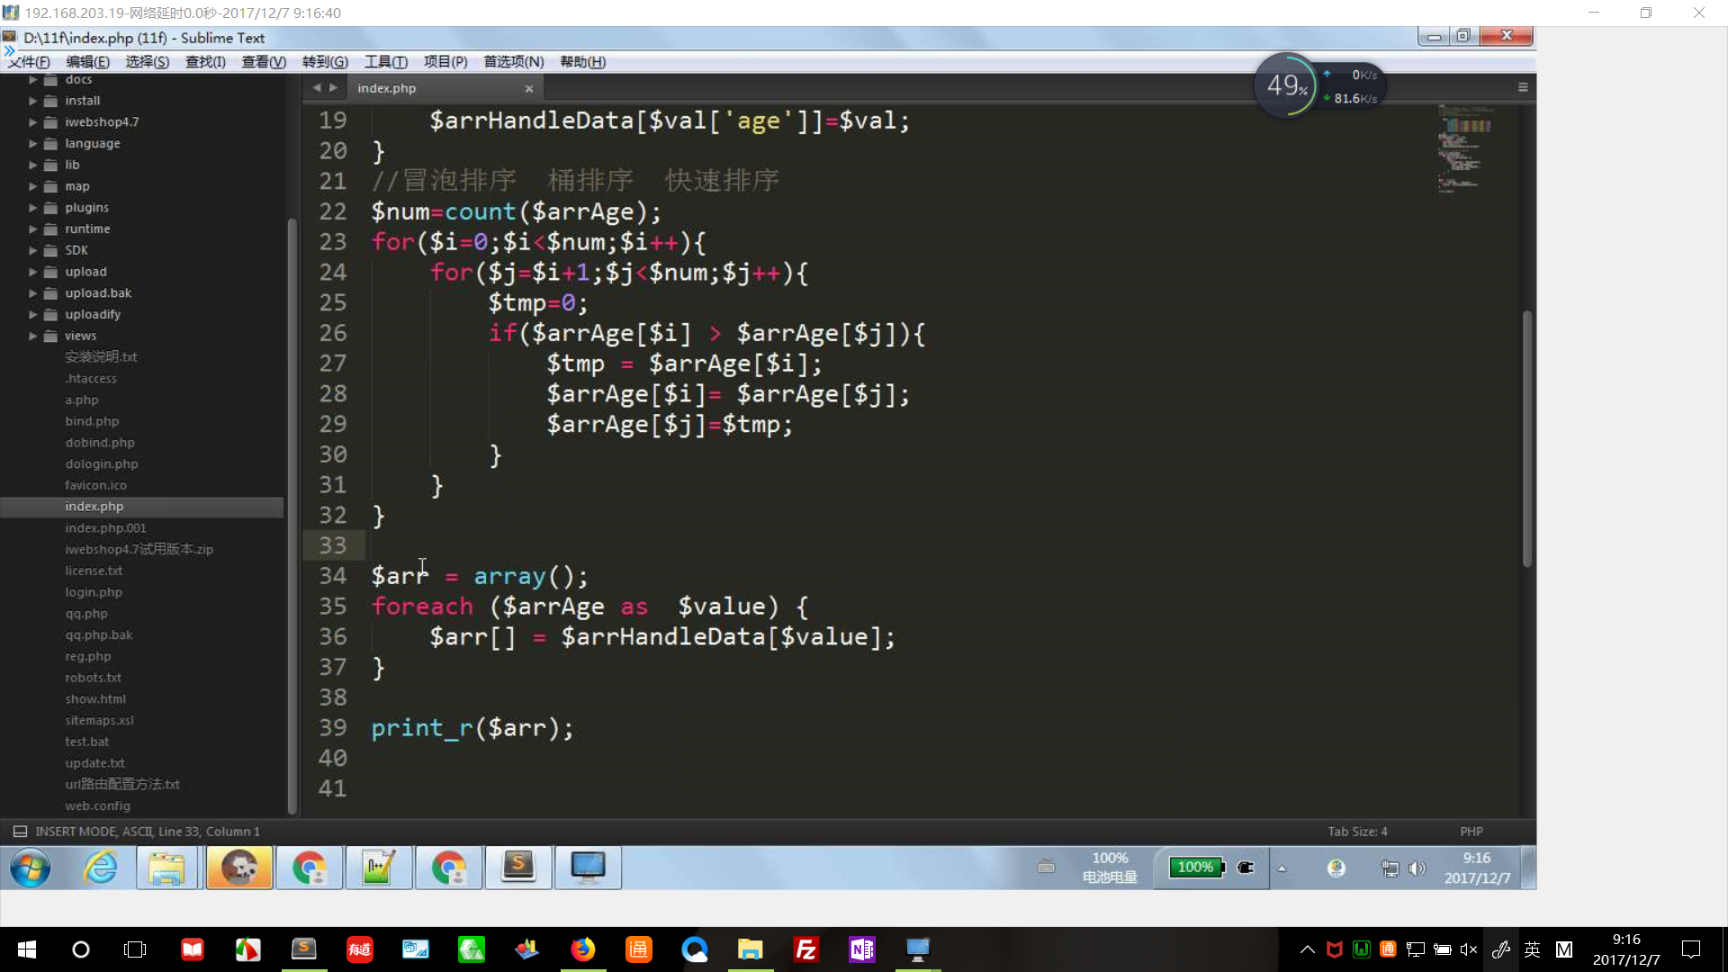 192.168.203.19-网络延时0.0秒-2017/12/7 9:16:40
D:\11f\index.php (11f) - Sublime Text
文件(F) 编辑(E) 选择(S) 查找(I) 查看(V) 转到(G) 工具(T) 项目(P) 首选项(N) 帮助(H)
49%
0K/s
81.6K/s
docs
install
iwebshop4.7
language
lib
map
plugins
runtime
SDK
upload
upload.bak
uploadify
views
安装说明.txt
.htaccess
a.php
bind.php
dobind.php
dologin.php
favicon.ico
index.php
index.php.001
iwebshop4.7试用版本.zip
license.txt
login.php
qq.php
qq.php.bak
reg.php
robots.txt
show.html
sitemaps.xsl
test.bat
update.txt
url路由配置方法.txt
web.config
index.php
19 $arrHandleData[$val['age']]=$val;
20 }
21 //冒泡排序 桶排序 快速排序
22 $num=count($arrAge);
23 for($i=0;$i<$num;$i++){
24 for($j=$i+1;$j<$num;$j++){
25 $tmp=0;
26 if($arrAge[$i] > $arrAge[$j]){
27 $tmp = $arrAge[$i];
28 $arrAge[$i]= $arrAge[$j];
29 $arrAge[$j]=$tmp;
30 }
31 }
32 }
33
34 $arr = array();
35 foreach ($arrAge as $value) {
36 $arr[] = $arrHandleData[$value];
37 }
38
39 print_r($arr);
40
41
INSERT MODE, ASCII, Line 33, Column 1 Tab Size: 4 PHP
100%
电池电量
100%
9:16
2017/12/7
有道
通
通
英
M
9:16
2017/12/7